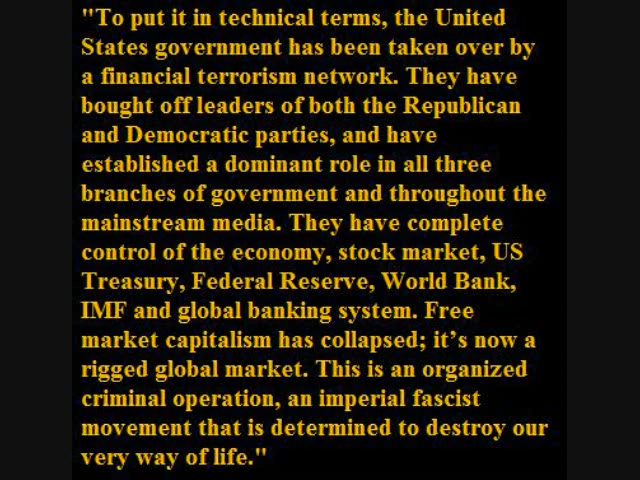 "To put it in technical terms, the United
States government has been taken over by
a financial terrorism network. They have
bought off leaders of both the Republican
and Democratic parties, and have
established a dominant role in all three
branches of government and throughout the
mainstream media. They have complete
control of the economy, stock market, US
Treasury, Federal Reserve, World Bank,
IMF and global banking system. Free
market capitalism has collapsed; it’s now a
rigged global market. This is an organized
criminal operation, an imperial fascist
movement that is determined to destroy our
very way of life."